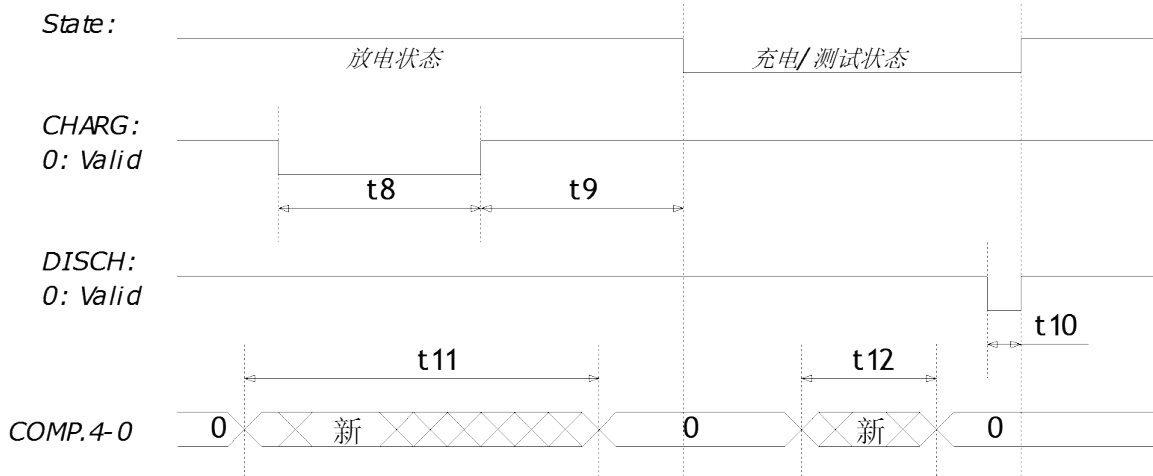 State:
放电状态
充电/测试状态
CHARG:
0: Valid
t8
t9
DISCH:
0: Valid
t10
t11
t12
COMP.4-0
0
新
0
新
0